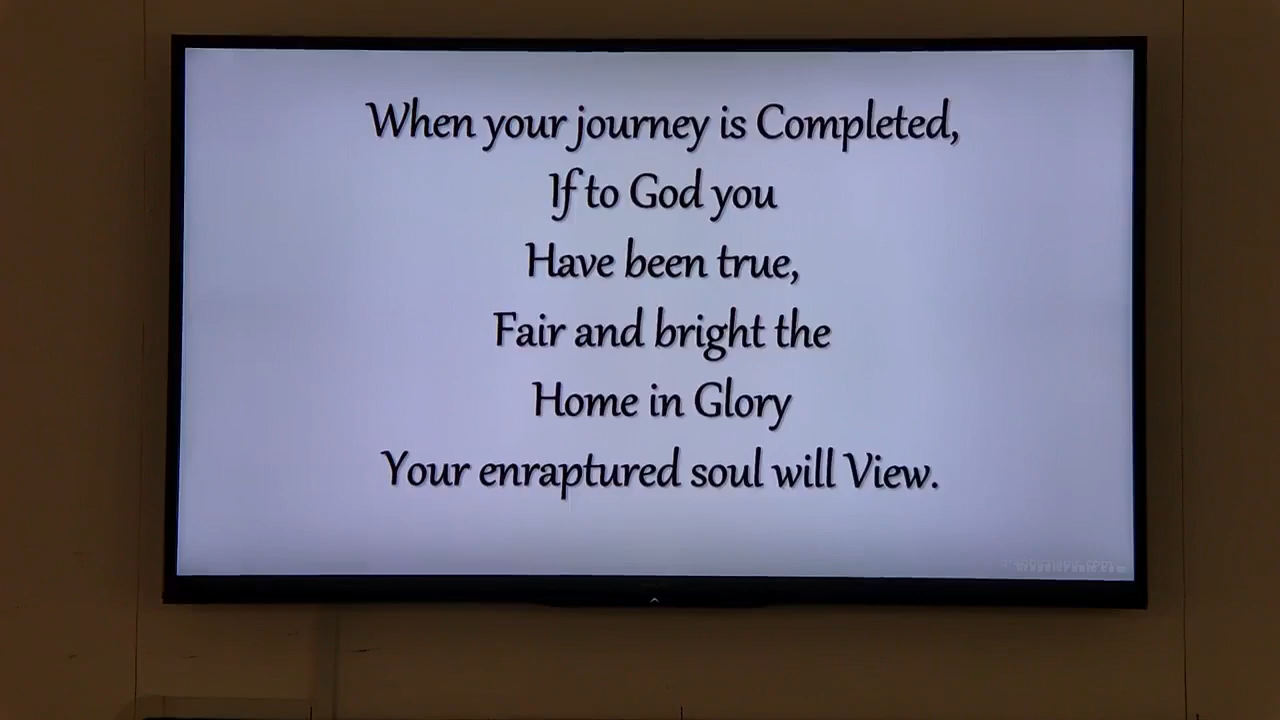 When your journey is Completed,
If to God you
Have been true,
Fair and bright the
Home in Glory
Your enraptured soul will View.